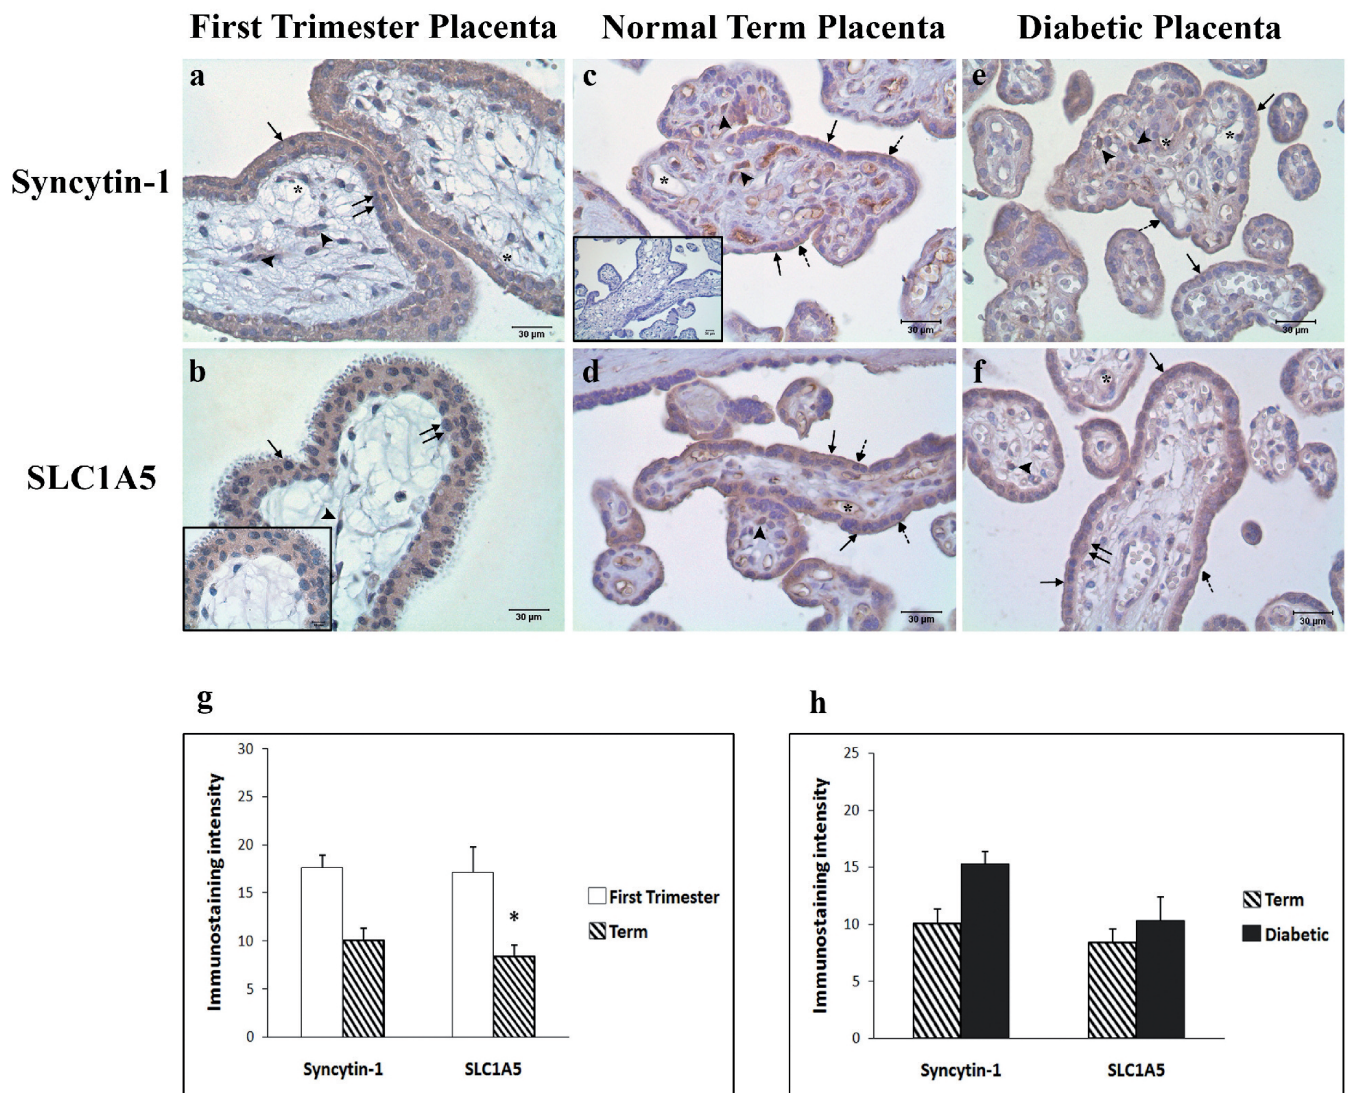 First Trimester Placenta Normal Term Placenta Diabetic Placenta
Syncytin-1
a
*
*
30 µm
c
*
30 µm
e
*
*
30 µm
SLC1A5
b
30 µm
d
*
30 µm
f
*
30 µm
g
30
25
20
15
10
5
0
Immunostaining intensity
*
Syncytin-1 SLC1A5
First Trimester
Term
h
25
20
15
10
5
0
Immunostaining intensity
Syncytin-1 SLC1A5
Term
Diabetic